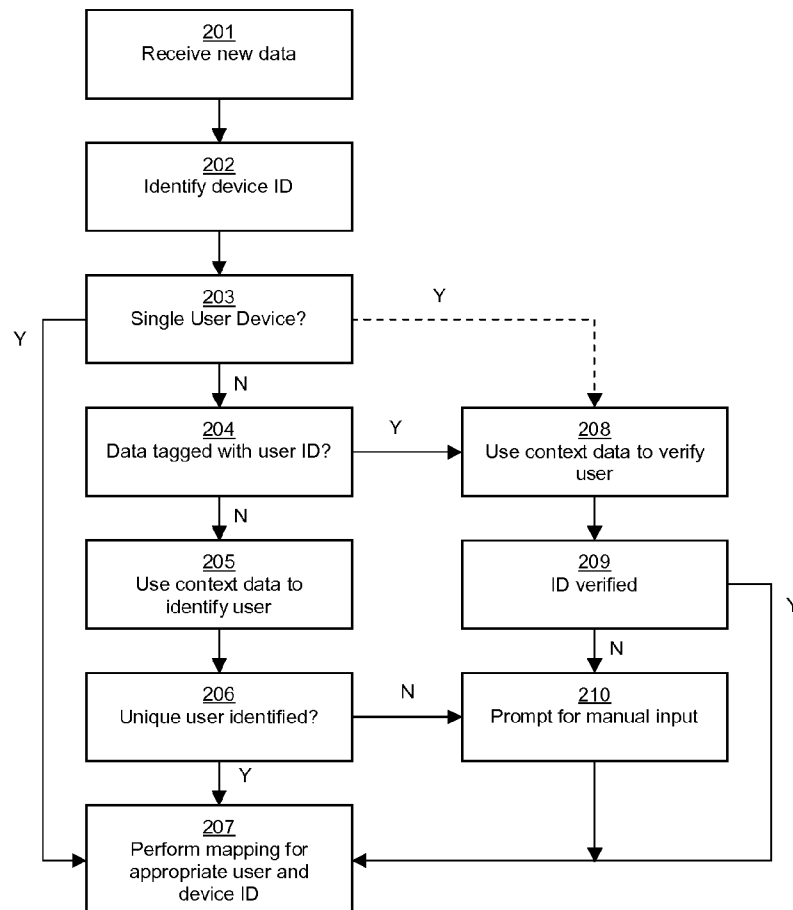 201
Receive new data
202
Identify device ID
203
Single User Device?
Y
Y
N
204
Data tagged with user ID?
Y
208
Use context data to verify
user
N
205
Use context data to
identify user
209
ID verified
Y
N
206
Unique user identified?
N
210
Prompt for manual input
Y
207
Perform mapping for
appropriate user and
device ID